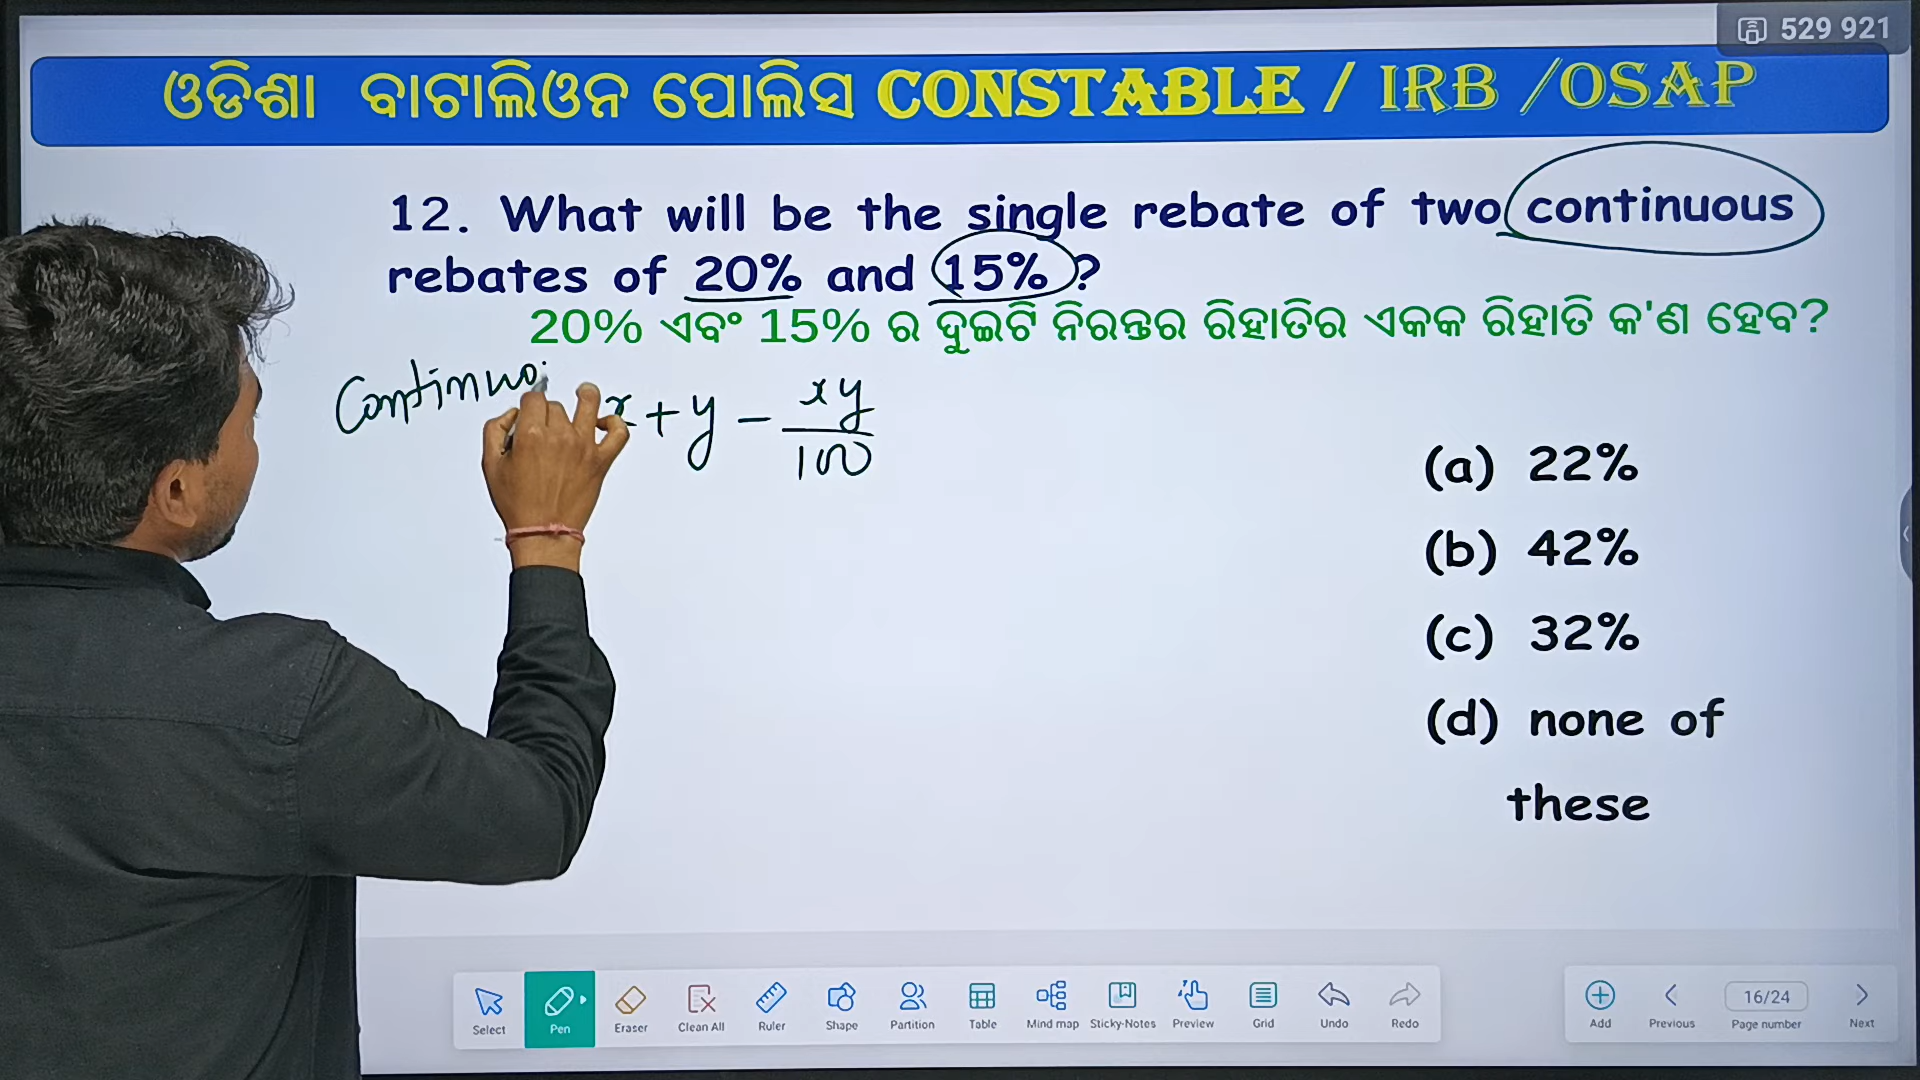 529 921
ଓଡିଶା ବାଟାଲିଓନ ପୋଲିସ CONSTABLE / IRB /OSAP
12. What will be the single rebate of two continuous
rebates of 20% and 15% ?
20% ଏବଂ 15% ର ଦୁଇଟି ନିରନ୍ତର ରିହାତିର ଏକକ ରିହାତି କ'ଣ ହେବ?
Continuo
x + y - xy
100
(a) 22%
(b) 42%
(c) 32%
(d) none of
these
Select Pen Eraser Clean All Ruler Shape Partition Table Mind map Sticky-Notes Preview Grid Undo Redo Add Previous 16/24 Page number Next